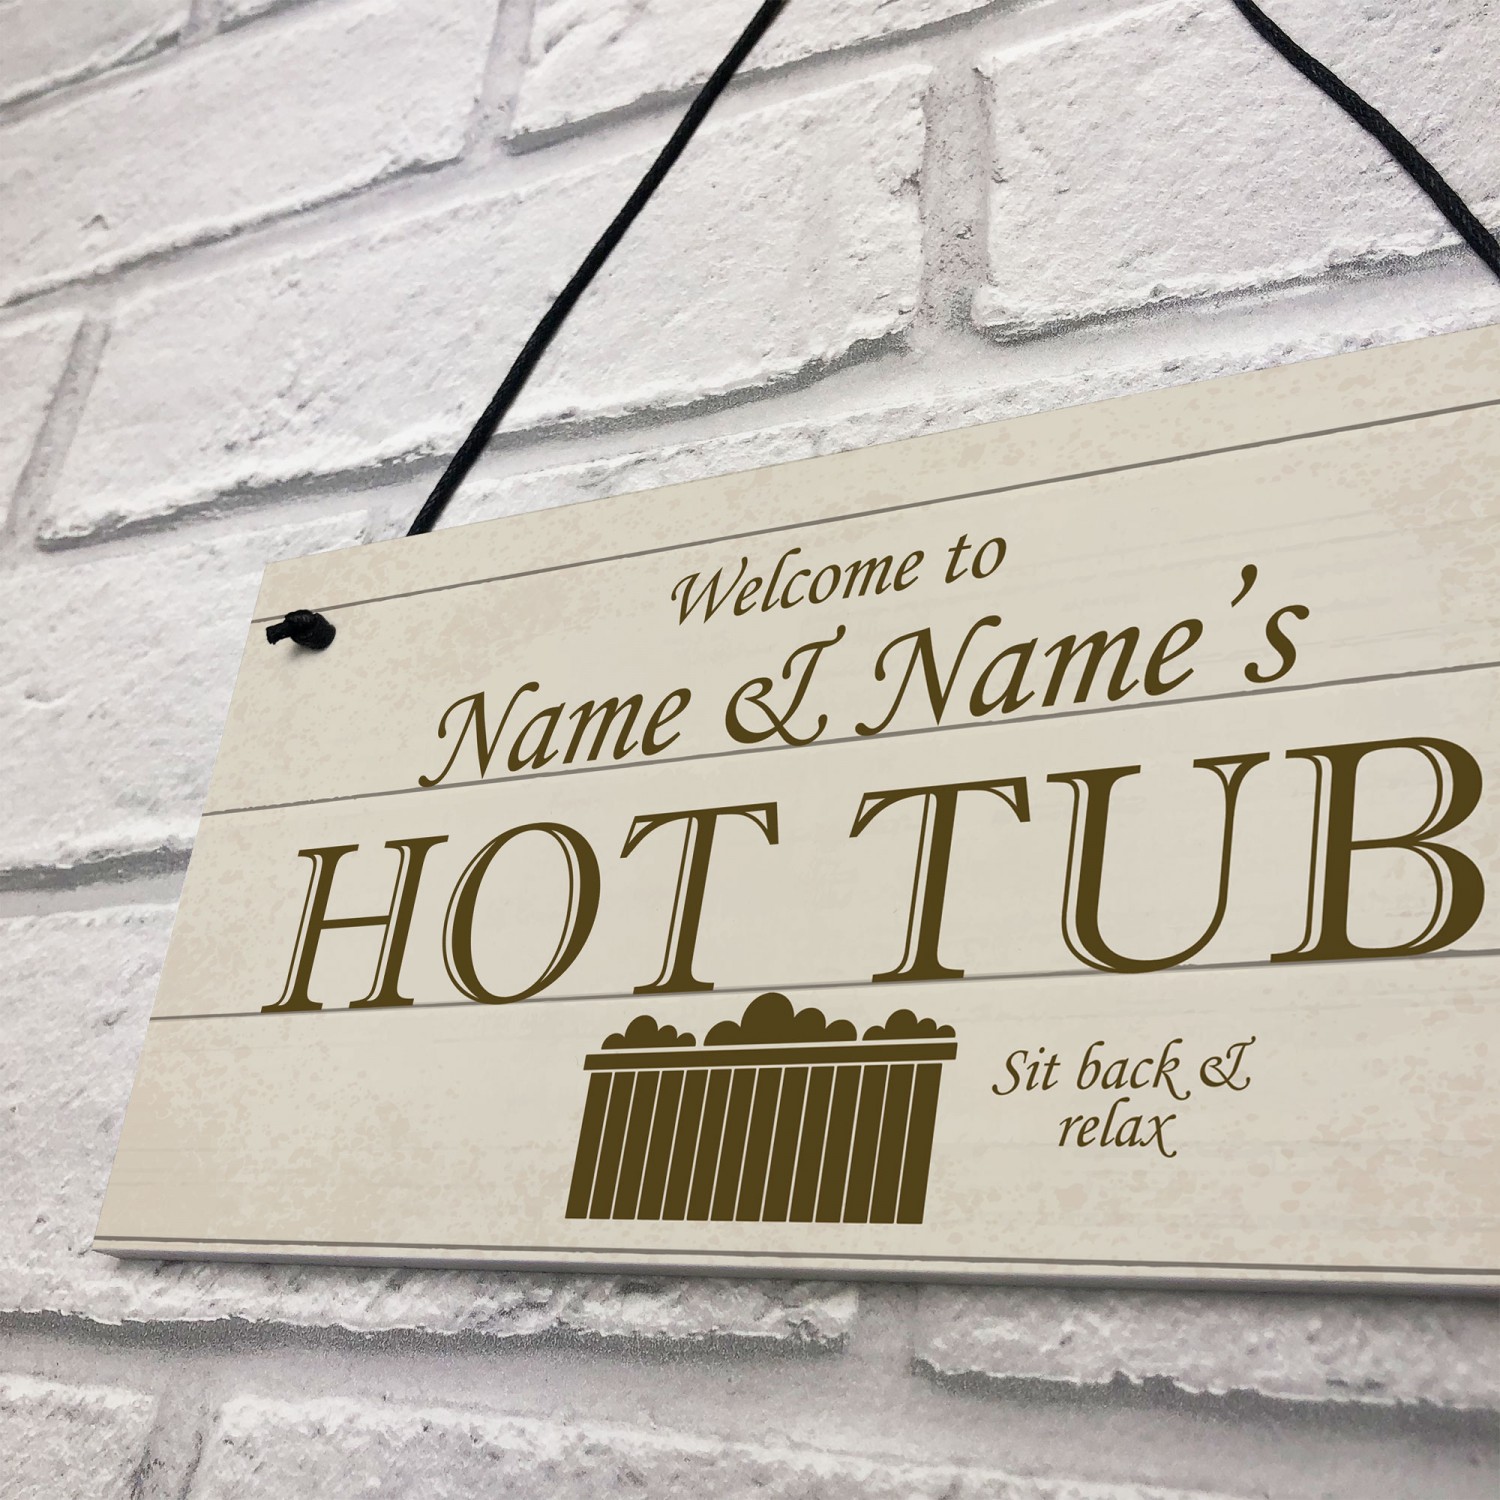 Welcome to
Name & Name's
HOT TUB
Sit back &
relax